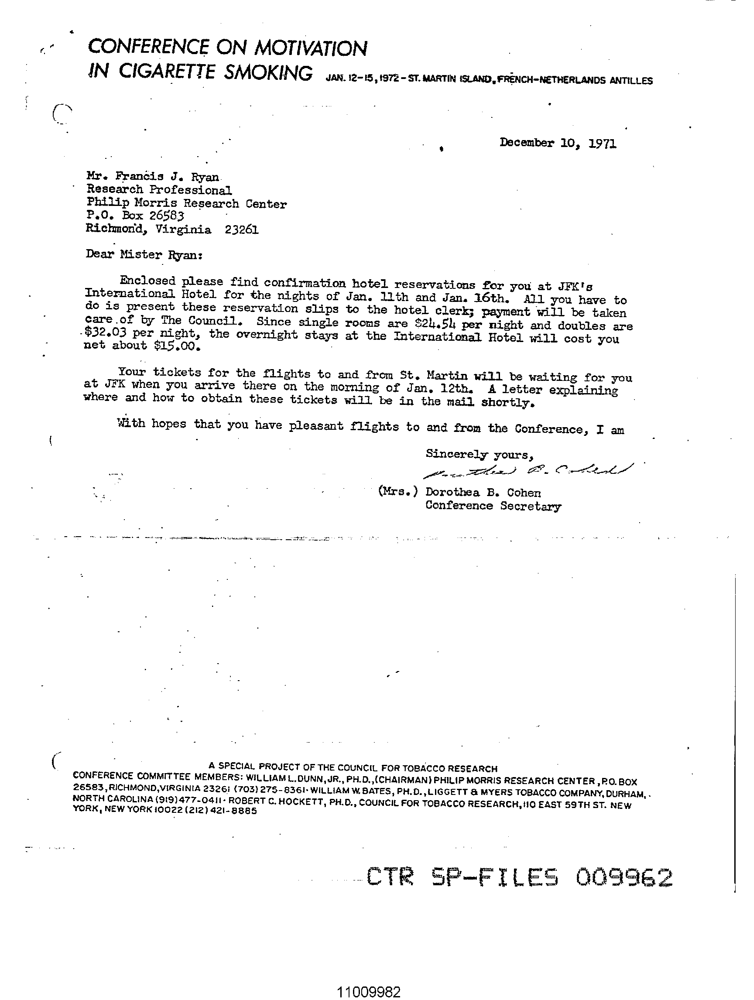 CONFERENCE ON MOTIVATION
IN CIGARETTE SMOKING JAN. 12-15, 1972 - ST. MARTIN ISLAND, FRENCH-NETHERLANDS ANTILLES
December 10, 1971
Mr. Francis J. Ryan
Research Professional
Philip Morris Research Center
P.O. Box 26583
Richmond, Virginia 23261
Dear Mister Ryan:
Enclosed please find confirmation hotel reservations for you at JFK's
International Hotel for the nights of Jan. 11th and Jan. 16th. All you have to
do is present these reservation slips to the hotel clerk; payment will be taken
care of by The Council. Since single rooms are $24.54 per night and doubles are
$32.03 per night, the overnight stays at the International Hotel will cost you
net about $15.00.
Your tickets for the flights to and from St. Martin will be waiting for you
at JFK when you arrive there on the morning of Jan. 12th. A letter explaining
where and how to obtain these tickets will be in the mail shortly.
With hopes that you have pleasant flights to and from the Conference, I am
Sincerely yours,
Dorothea B. Cohen
(Mrs.) Dorothea B. Cohen
Conference Secretary
A SPECIAL PROJECT OF THE COUNCIL FOR TOBACCO RESEARCH
CONFERENCE COMMITTEE MEMBERS: WILLIAM L. DUNN, JR., PH.D., (CHAIRMAN) PHILIP MORRIS RESEARCH CENTER, P.O. BOX
26583, RICHMOND, VIRGINIA 23261 (703) 275-8361 · WILLIAM W. BATES, PH.D., LIGGETT & MYERS TOBACCO COMPANY, DURHAM,
NORTH CAROLINA (919) 477-0411 · ROBERT C. HOCKETT, PH.D., COUNCIL FOR TOBACCO RESEARCH, 110 EAST 59TH ST. NEW
YORK, NEW YORK 10022 (212) 421-8885
CTR SP-FILES 009962
11009982